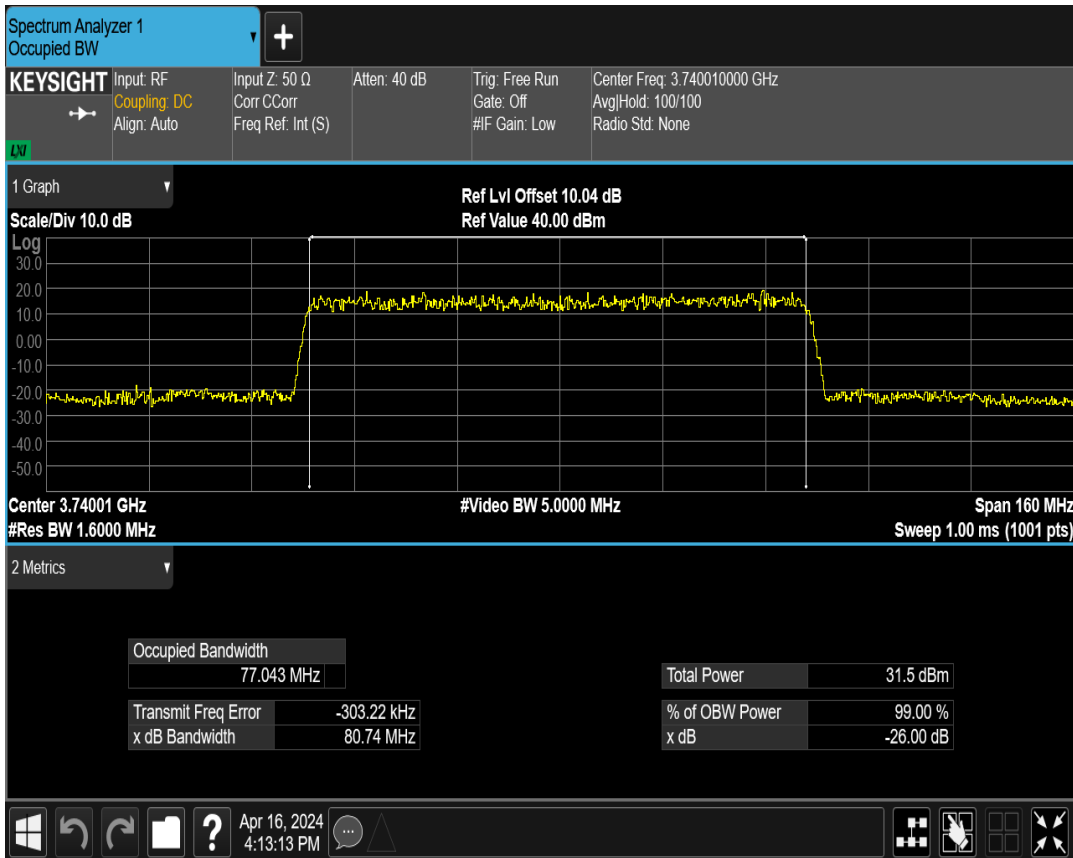 Spectrum Analyzer 1
Occupied BW
+
KEYSIGHT
Input: RF
Coupling: DC
Align: Auto
Input Z: 50 Ω
Corr CCorr
Freq Ref: Int (S)
Atten: 40 dB
Trig: Free Run
Gate: Off
#IF Gain: Low
Center Freq: 3.740010000 GHz
Avg|Hold: 100/100
Radio Std: None
LXI
1 Graph
Ref Lvl Offset 10.04 dB
Scale/Div 10.0 dB
Ref Value 40.00 dBm
Log
30.0
20.0
10.0
0.00
-10.0
-20.0
-30.0
-40.0
-50.0
Center 3.74001 GHz
#Video BW 5.0000 MHz
Span 160 MHz
#Res BW 1.6000 MHz
Sweep 1.00 ms (1001 pts)
2 Metrics
Occupied Bandwidth
77.043 MHz
Total Power 31.5 dBm
Transmit Freq Error -303.22 kHz
% of OBW Power 99.00 %
x dB Bandwidth 80.74 MHz
x dB -26.00 dB
?
Apr 16, 2024
4:13:13 PM